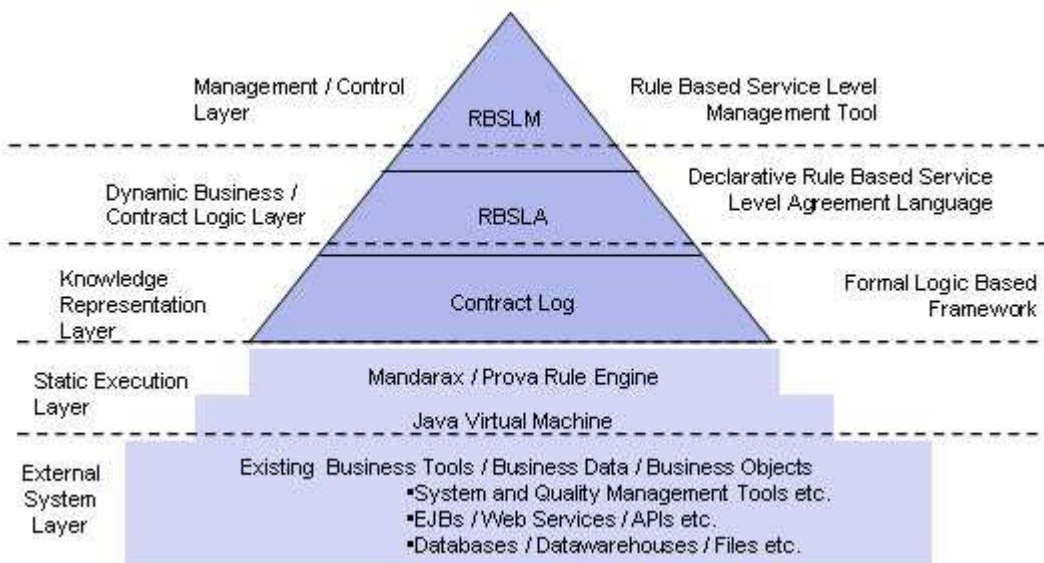 Management / Control
Layer
RBSLM
Rule Based Service Level
Management Tool
Dynamic Business /
Contract Logic Layer
RBSLA
Declarative Rule Based Service
Level Agreement Language
Knowledge
Representation
Layer
Contract Log
Formal Logic Based
Framework
Static Execution
Layer
Mandarax / Prova Rule Engine
Java Virtual Machine
External
System
Layer
Existing Business Tools / Business Data / Business Objects
▪System and Quality Management Tools etc.
▪EJBs / Web Services / APIs etc.
▪Databases / Datawarehouses / Files etc.